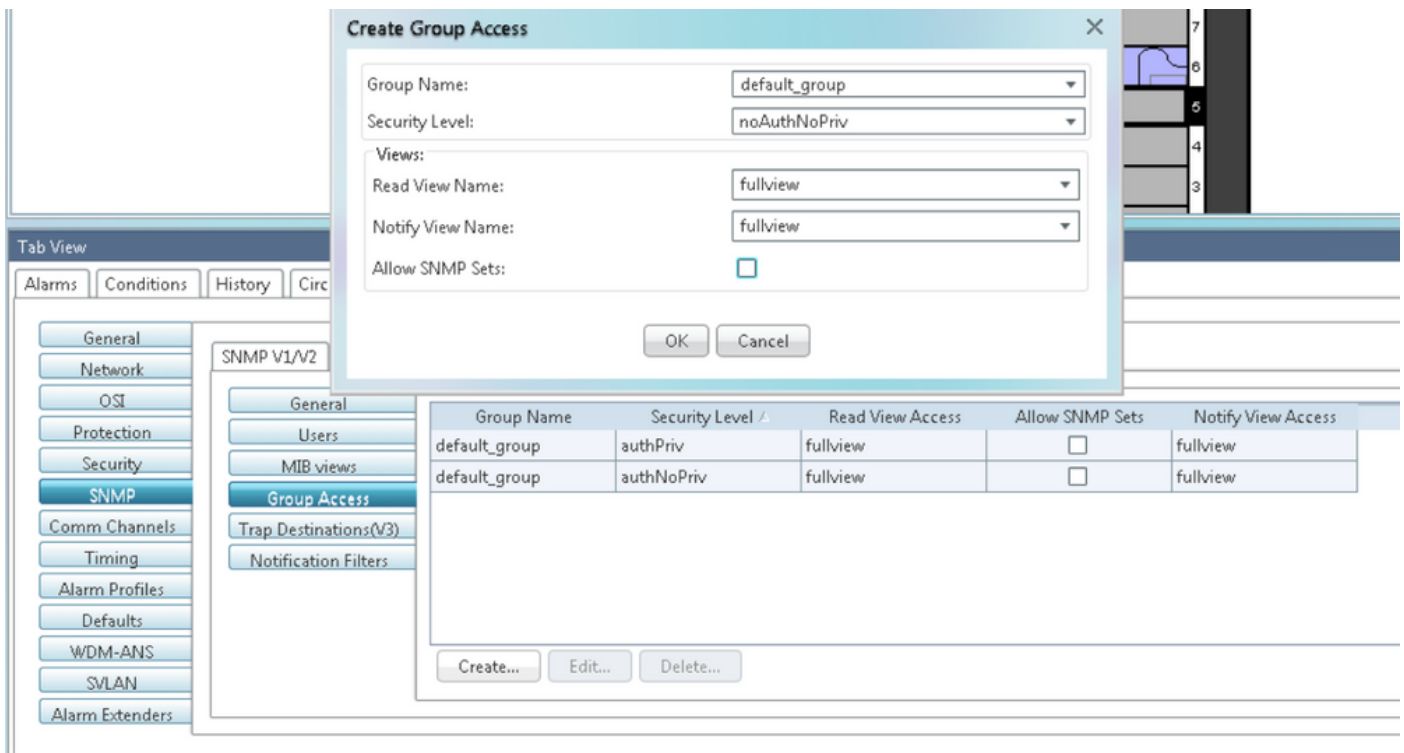 Create Group Access
Group Name: default_group
Security Level: noAuthNoPriv
Views:
Read View Name: fullview
Notify View Name: fullview
Allow SNMP Sets:
OK Cancel
7
6
5
4
3
Tab View
Alarms Conditions History Circ
General
Network
OSI
Protection
Security
SNMP
Comm Channels
Timing
Alarm Profiles
Defaults
WDM-ANS
SVLAN
Alarm Extenders
SNMP V1/V2
General
Users
MIB views
Group Access
Trap Destinations(V3)
Notification Filters
Group Name Security Level Read View Access Allow SNMP Sets Notify View Access
default_group authPriv fullview fullview
default_group authNoPriv fullview fullview
Create... Edit... Delete...